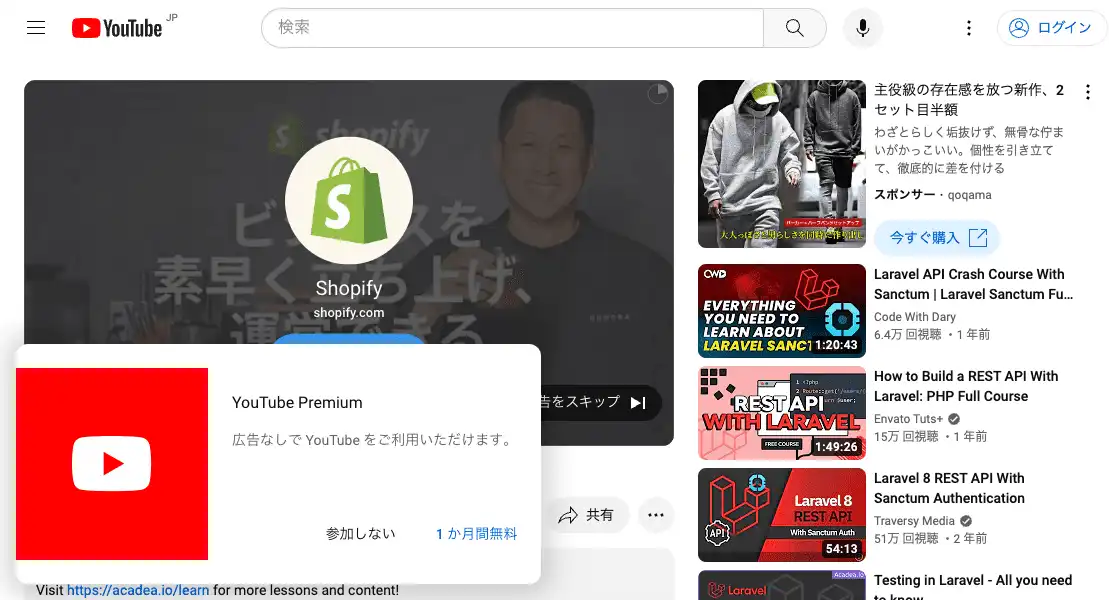 YouTube JP
検索
ログイン
shopify
ビジネスを
素早く立ち上げ、
運営できる
Shopify
shopify.com
告をスキップ
YouTube Premium
広告なしで YouTube をご利用いただけます。
参加しない
1 か月間無料
共有
Visit https://acadea.io/learn for more lessons and content!
主役級の存在感を放つ新作、2
セット目半額
わざとらしく垢抜けず、無骨な佇ま
いがかっこいい。個性を引き立て
て、徹底的に差を付ける
スポンサー・qoqama
今すぐ購入
CWD
EVERYTHING
YOU NEED TO
LEARN ABOUT
LARAVEL SANCT
1:20:43
Laravel API Crash Course With
Sanctum | Laravel Sanctum Fu...
Code With Dary
6.4万 回視聴・1 年前
REST API
WITH LARAVEL
FREE COURSE
1:49:26
How to Build a REST API With
Laravel: PHP Full Course
Envato Tuts+
15万 回視聴・1 年前
Laravel 8
REST API
With Sanctum Auth
API
54:13
Laravel 8 REST API With
Sanctum Authentication
Traversy Media
51万 回視聴・2 年前
Acadea.io
Laravel
Testing in Laravel - All you need
to know